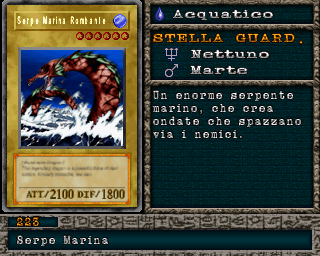 Serpe Marina Rombante
ATT/2100 DIF/1800
Acquatico
STELLA GUARD.
Nettuno
Marte
Un enorme serpente
marino, che crea
ondate che spazzano
via i nemici.
223
Serpe Marina